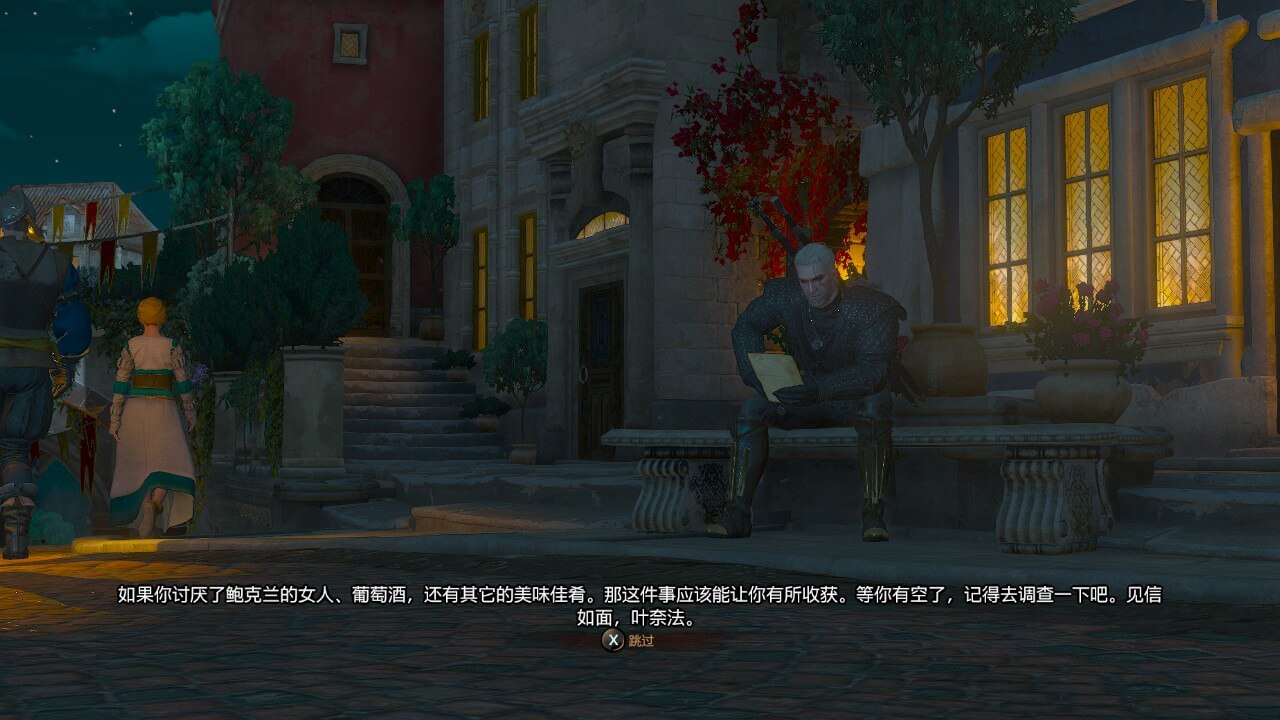 如果你讨厌了鲍克兰的女人、葡萄酒，还有其它的美味佳肴。那这件事应该能让你有所收获。等你有空了，记得去调查一下吧。见信
如面，叶奈法。
X 跳过